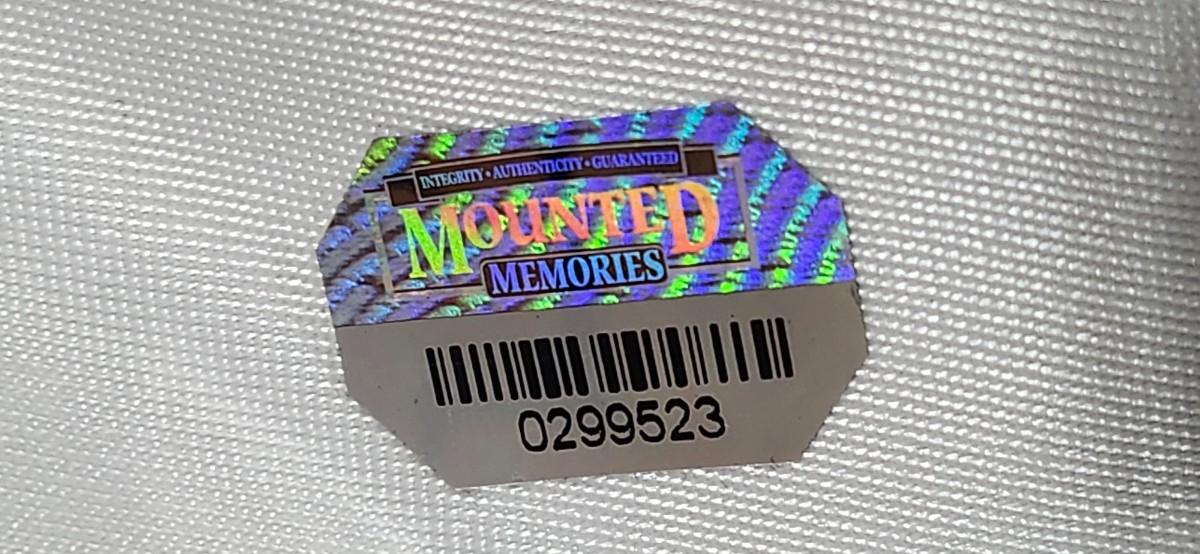 INTEGRITY • AUTHENTICITY • GUARANTEED
MOUNTED
MEMORIES
0299523